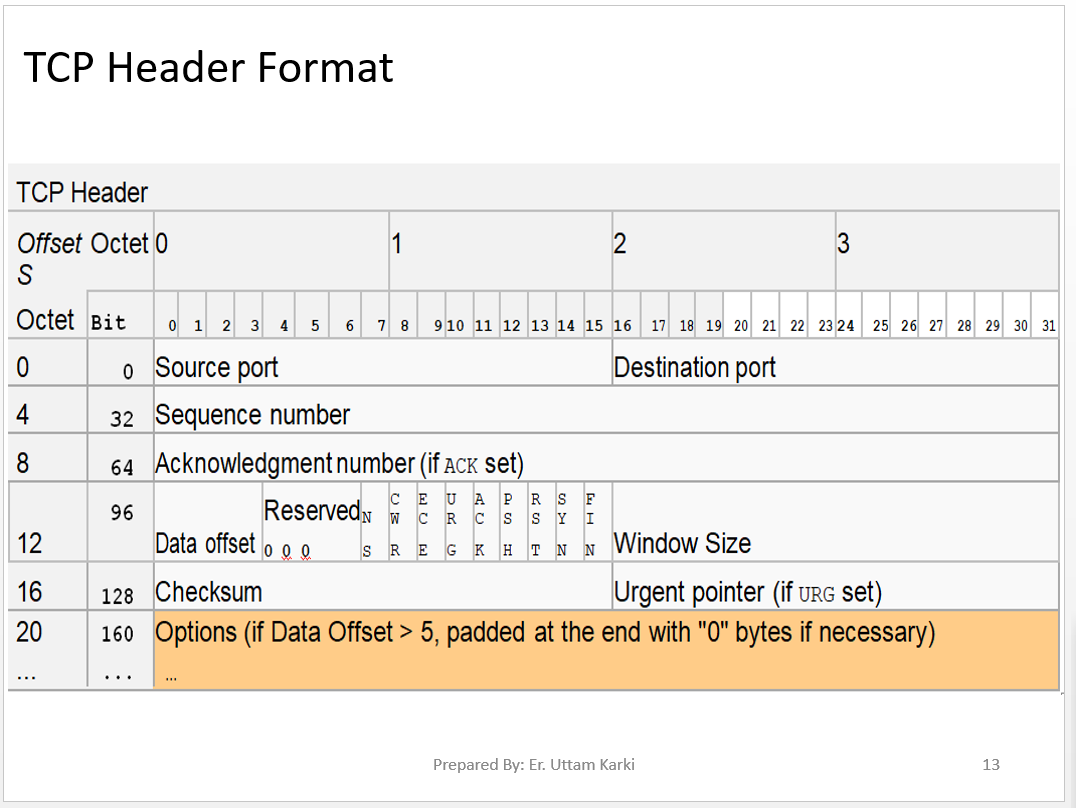 TCP Header Format
TCP Header
Offset Octet 0 1 2 3
S
Octet Bit 0 1 2 3 4 5 6 7 8 9 10 11 12 13 14 15 16 17 18 19 20 21 22 23 24 25 26 27 28 29 30 31
0 0 Source port Destination port
4 32 Sequence number
8 64 Acknowledgment number (if ACK set)
12 96 Data offset Reserved 0 0 0 NS CWR ECE URG ACK PSH RST SYN FIN Window Size
16 128 Checksum Urgent pointer (if URG set)
20 160 Options (if Data Offset > 5, padded at the end with "0" bytes if necessary)
... ... ...
Prepared By: Er. Uttam Karki 13